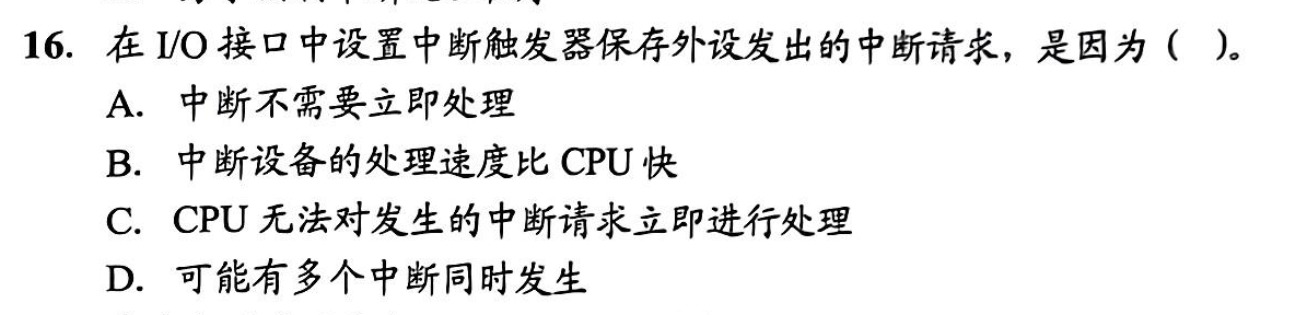 16. 在 I/O 接口中设置中断触发器保存外设发出的中断请求，是因为（ ）。
A. 中断不需要立即处理
B. 中断设备的处理速度比 CPU 快
C. CPU 无法对发生的中断请求立即进行处理
D. 可能有多个中断同时发生